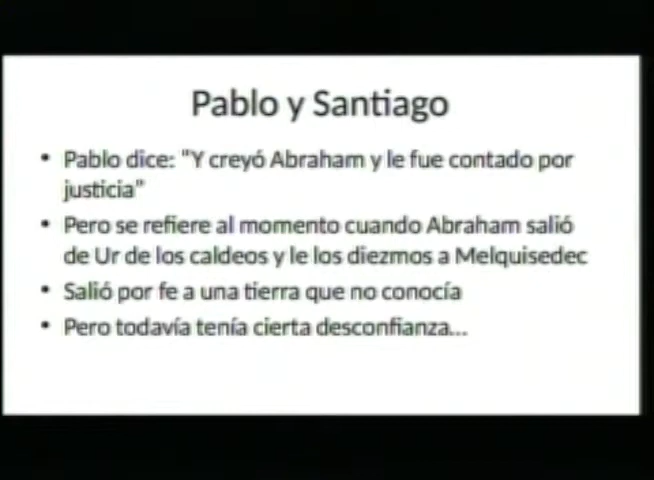 Pablo y Santiago
• Pablo dice: "Y creyó Abraham y le fue contado por
justicia"
• Pero se refiere al momento cuando Abraham salió
de Ur de los caldeos y le los diezmos a Melquisedec
• Salió por fe a una tierra que no conocía
• Pero todavía tenía cierta desconfianza...